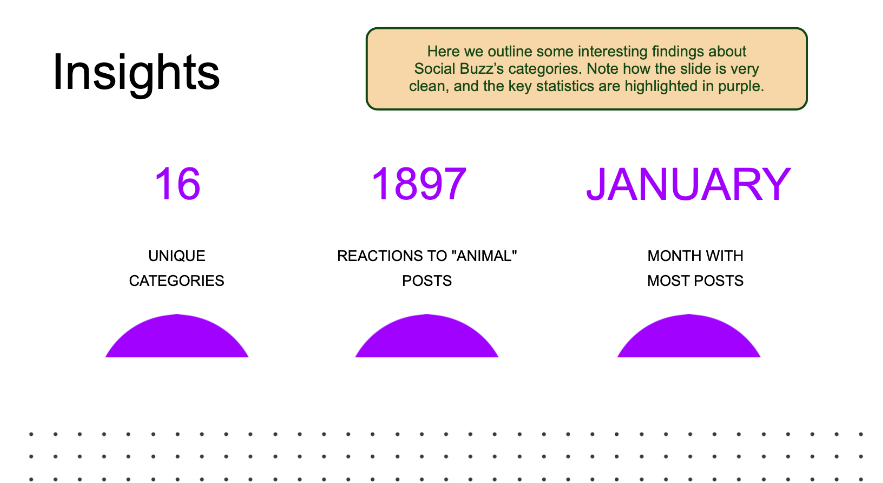 Insights
Here we outline some interesting findings about
Social Buzz's categories. Note how the slide is very
clean, and the key statistics are highlighted in purple.
16
UNIQUE
CATEGORIES
1897
REACTIONS TO "ANIMAL"
POSTS
JANUARY
MONTH WITH
MOST POSTS